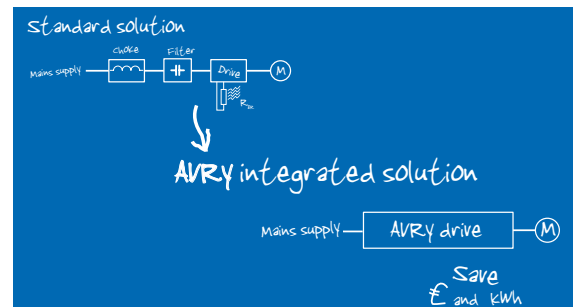 Standard solution
Choke
Filter
Mains supply
Drive
M
AVRY integrated solution
Mains supply
AVRY drive
M
Save
€ and kWh